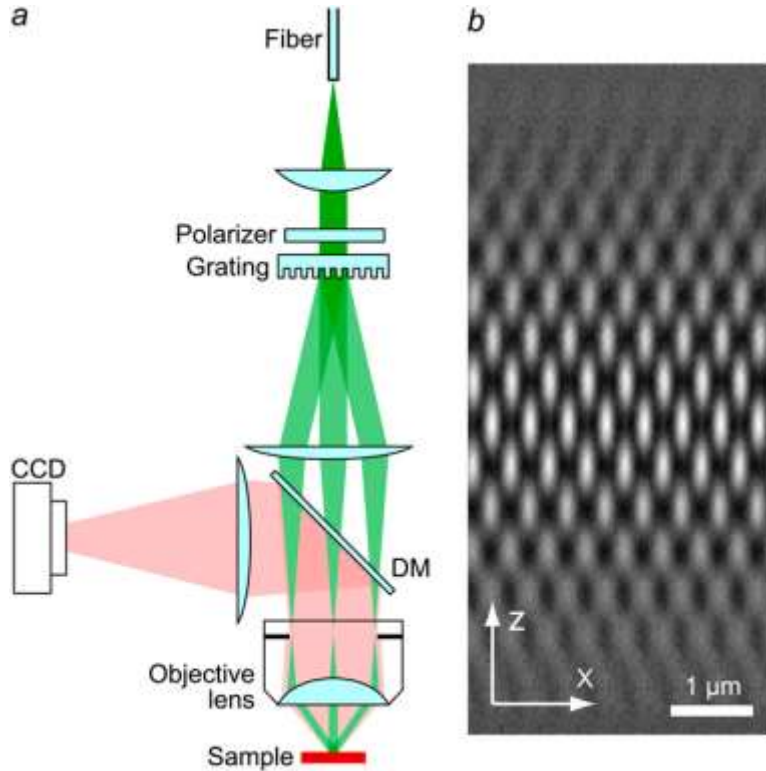 a
Fiber
Polarizer
Grating
CCD
DM
Objective
lens
Sample
b
Z
X
1 µm